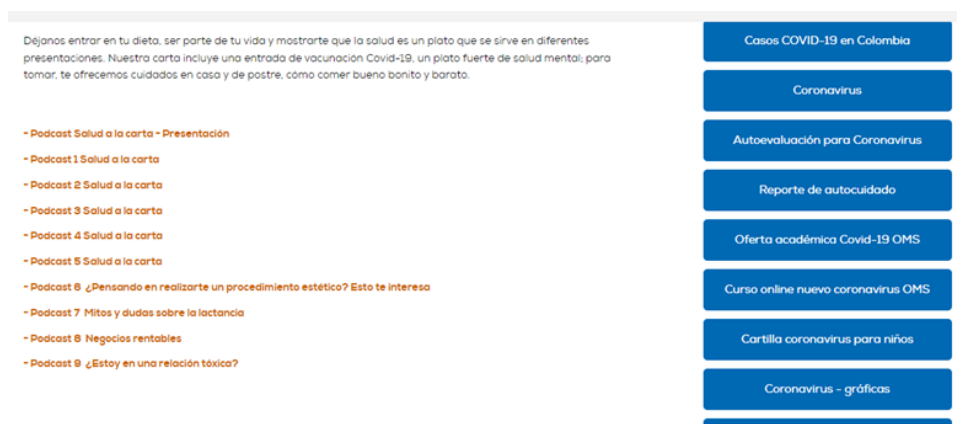 Déjanos entrar en tu dieta, ser parte de tu vida y mostrarte que la salud es un plato que se sirve en diferentes
presentaciones. Nuestra carta incluye una entrada de vacunación Covid-19, un plato fuerte de salud mental; para
tomar, te ofrecemos cuidados en casa y de postre, cómo comer bueno bonito y barato.
- Podcast Salud a la carta - Presentación
- Podcast 1 Salud a la carta
- Podcast 2 Salud a la carta
- Podcast 3 Salud a la carta
- Podcast 4 Salud a la carta
- Podcast 5 Salud a la carta
- Podcast 6 ¿Pensando en realizarte un procedimiento estético? Esto te interesa
- Podcast 7 Mitos y dudas sobre la lactancia
- Podcast 8 Negocios rentables
- Podcast 9 ¿Estoy en una relación tóxica?
Casos COVID-19 en Colombia
Coronavirus
Autoevaluación para Coronavirus
Reporte de autocuidado
Oferta académica Covid-19 OMS
Curso online nuevo coronavirus OMS
Cartilla coronavirus para niños
Coronavirus - gráficas